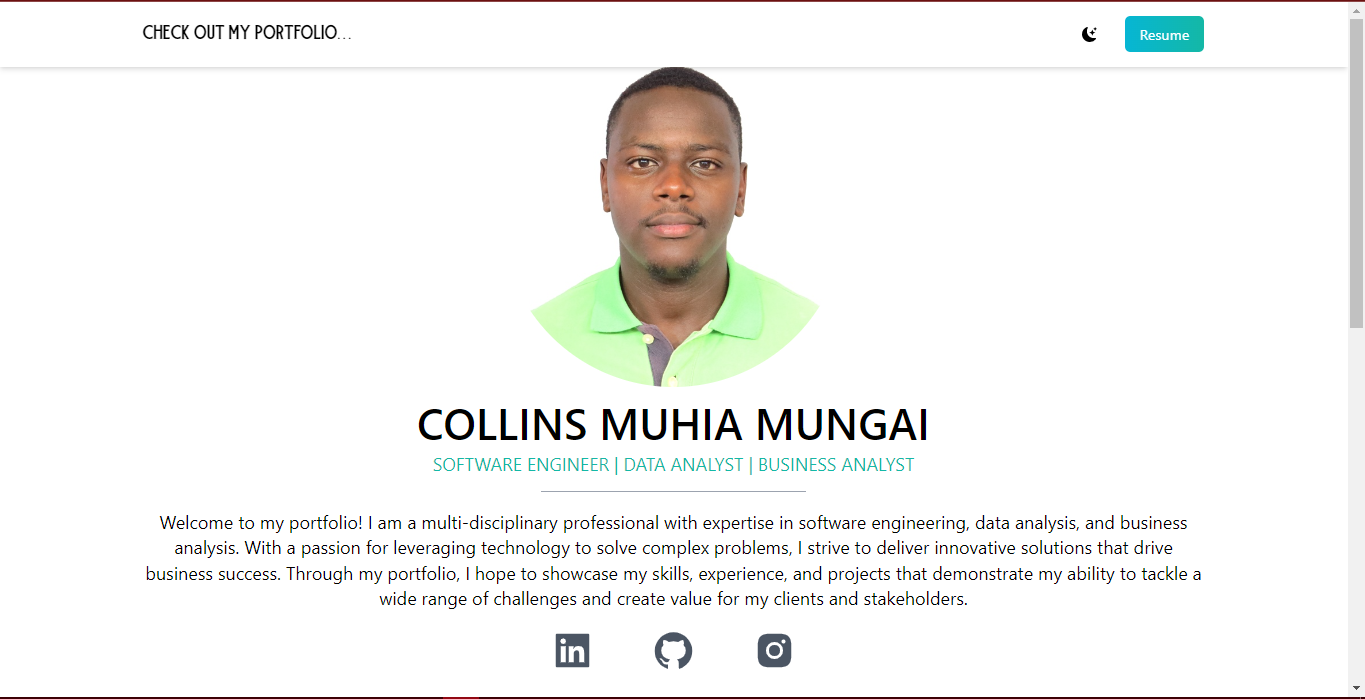 CHECK OUT MY PORTFOLIO...
Resume
COLLINS MUHIA MUNGAI
SOFTWARE ENGINEER | DATA ANALYST | BUSINESS ANALYST
Welcome to my portfolio! I am a multi-disciplinary professional with expertise in software engineering, data analysis, and business
analysis. With a passion for leveraging technology to solve complex problems, I strive to deliver innovative solutions that drive
business success. Through my portfolio, I hope to showcase my skills, experience, and projects that demonstrate my ability to tackle a
wide range of challenges and create value for my clients and stakeholders.
in